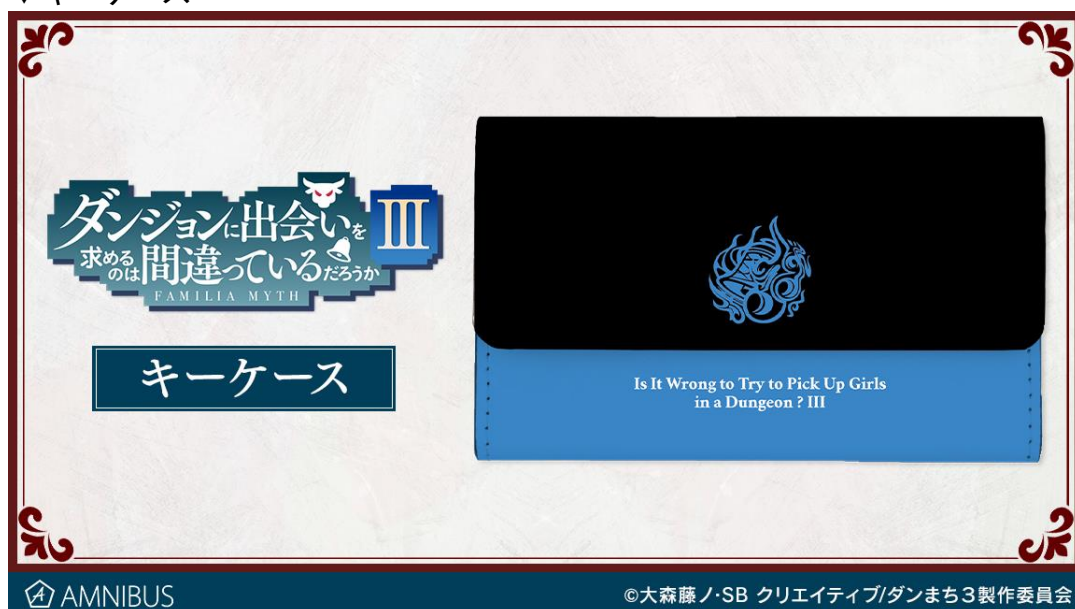 ダンジョンに出会いを
III
求めるのは間違っているだろうか
FAMILIA MYTH
キーケース
Is It Wrong to Try to Pick Up Girls
in a Dungeon ? III
AMNIBUS
©大森藤ノ・SB クリエイティブ/ダンまち3製作委員会